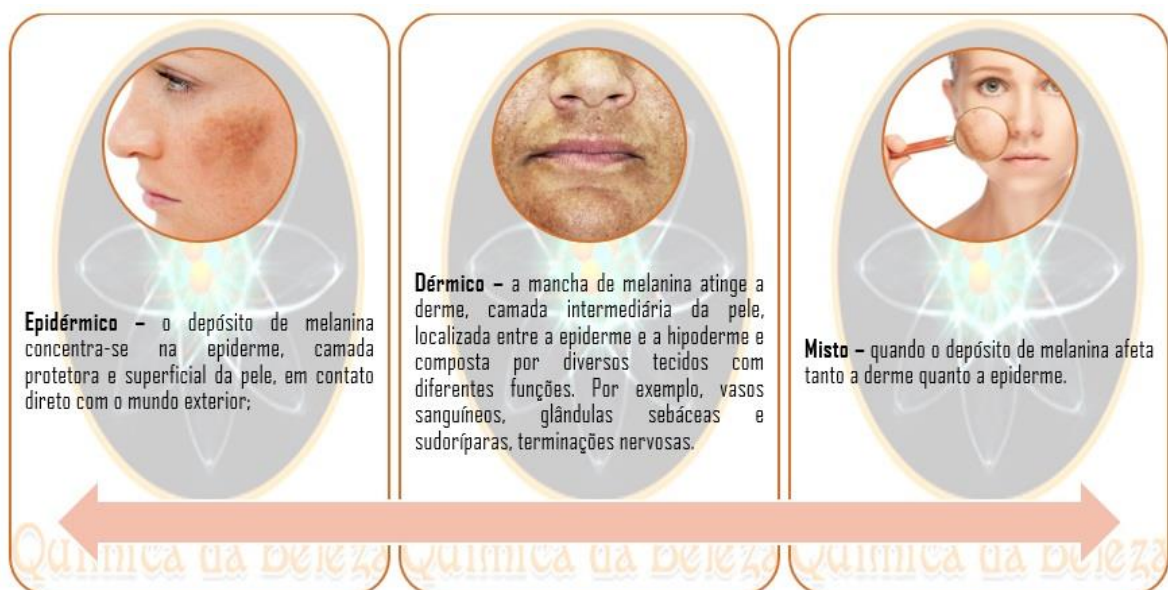 Epidérmico – o depósito de melanina
concentra-se na epiderme, camada
protetora e superficial da pele, em contato
direto com o mundo exterior;
Dérmico – a mancha de melanina atinge a
derme, camada intermediária da pele,
localizada entre a epiderme e a hipoderme e
composta por diversos tecidos com
diferentes funções. Por exemplo, vasos
sanguíneos, glândulas sebáceas e
sudoríparas, terminações nervosas.
Misto – quando o depósito de melanina afeta
tanto a derme quanto a epiderme.
Química da Beleza
Química da Beleza
Química da Beleza